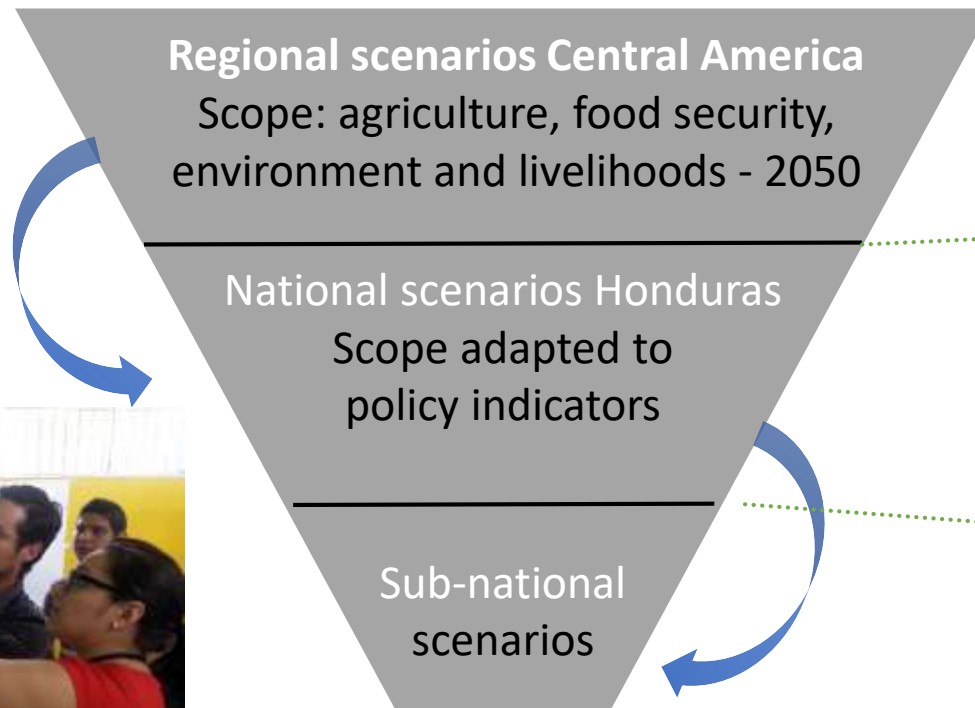 Regional scenarios Central America
Scope: agriculture, food security,
environment and livelihoods - 2050
National scenarios Honduras
Scope adapted to
policy indicators
Sub-national
scenarios